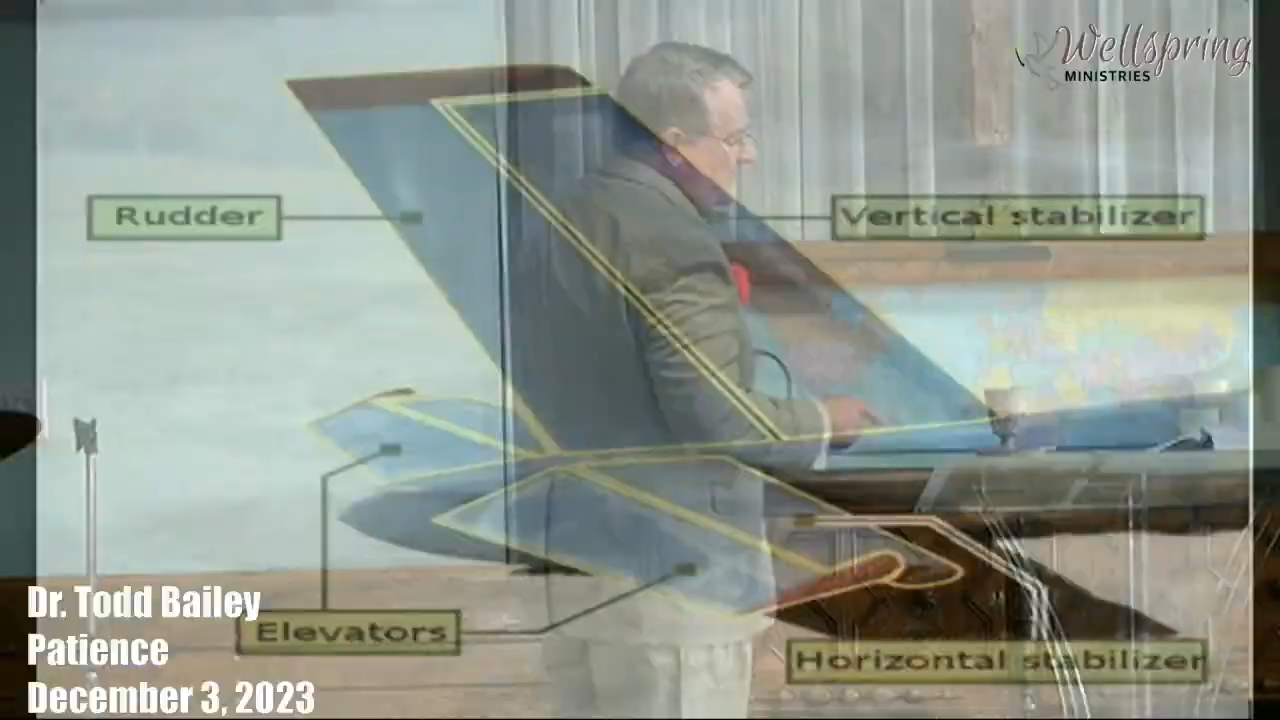 Wellspring
MINISTRIES
Rudder
Vertical stabilizer
Elevators
Horizontal stabilizer
Dr. Todd Bailey
Patience
December 3, 2023